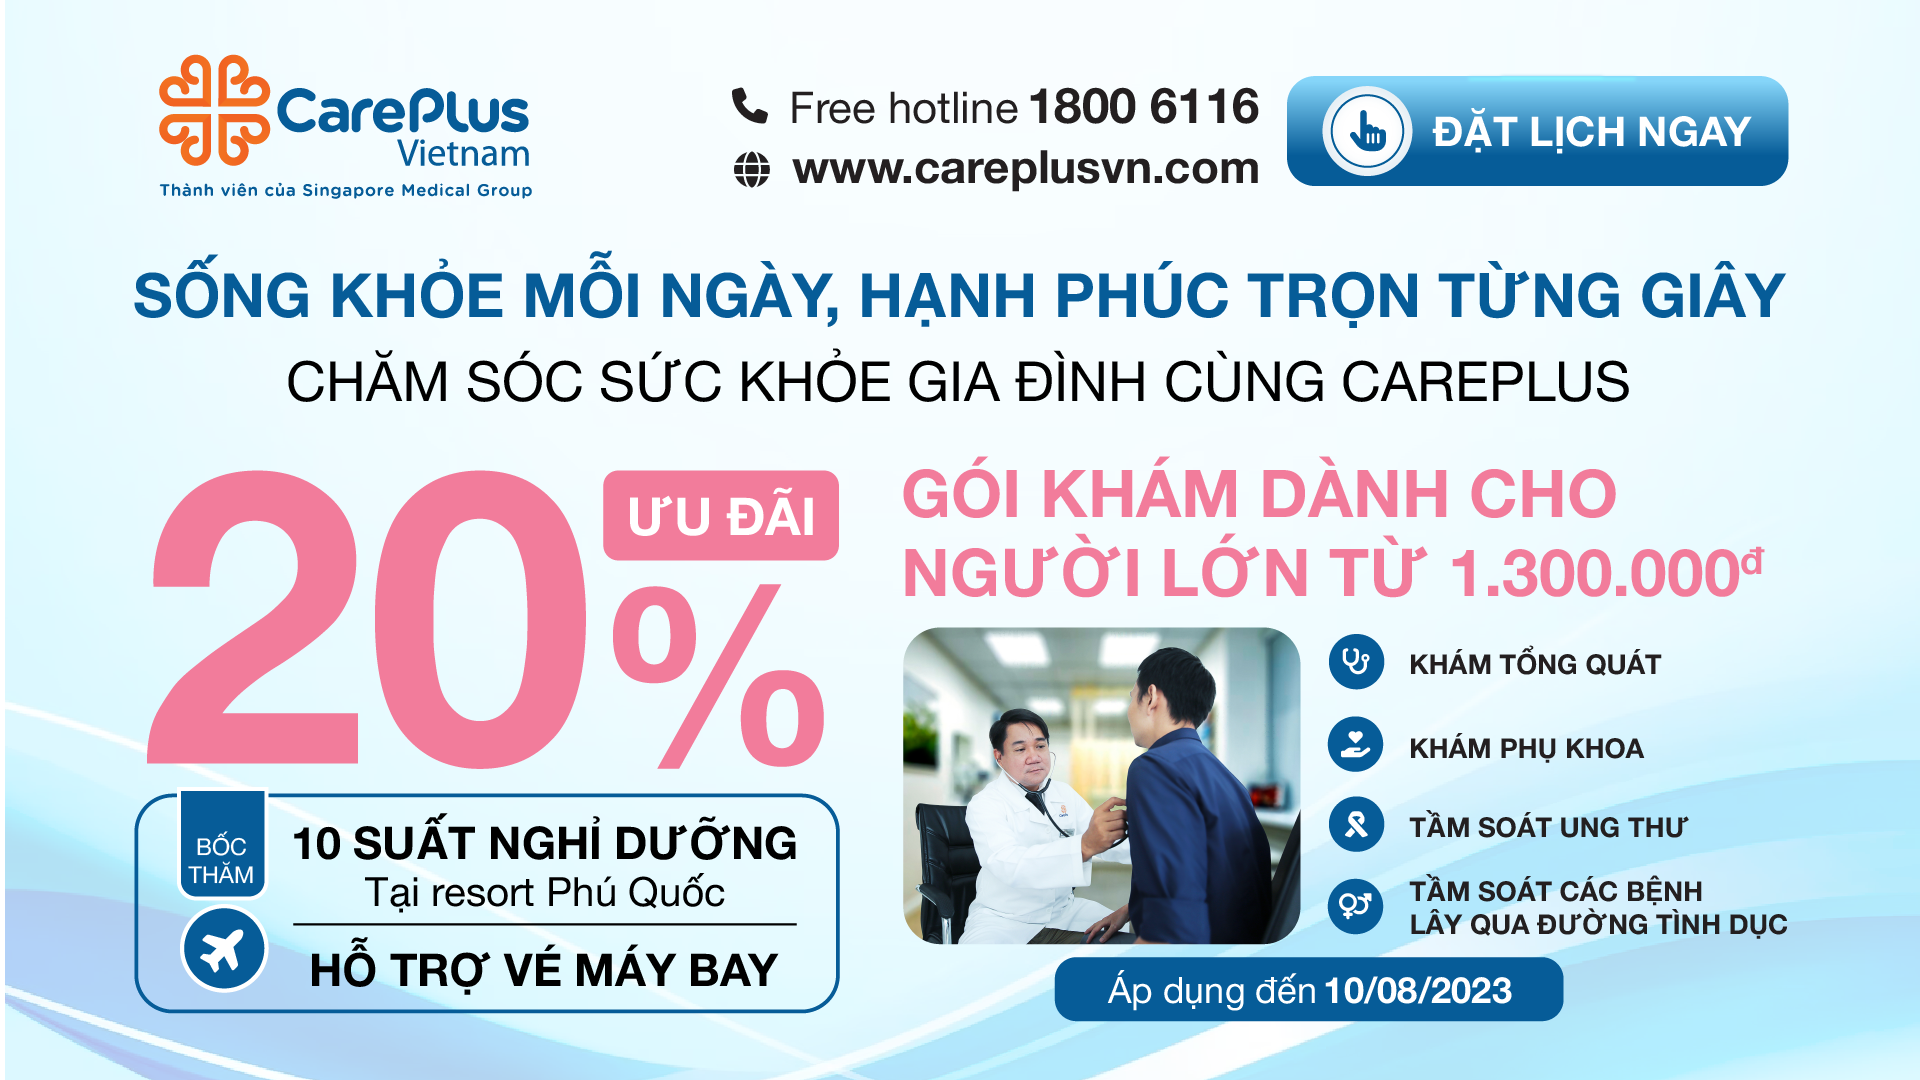 CarePlus
Vietnam
Thành viên của Singapore Medical Group
Free hotline 1800 6116
www.careplusvn.com
ĐẶT LỊCH NGAY
SỐNG KHỎE MỖI NGÀY, HẠNH PHÚC TRỌN TỪNG GIÂY
CHĂM SÓC SỨC KHỎE GIA ĐÌNH CÙNG CAREPLUS
ƯU ĐÃI
20%
BỐC
THĂM
10 SUẤT NGHỈ DƯỠNG
Tại resort Phú Quốc
HỖ TRỢ VÉ MÁY BAY
GÓI KHÁM DÀNH CHO
NGƯỜI LỚN TỪ 1.300.000đ
KHÁM TỔNG QUÁT
KHÁM PHỤ KHOA
TẦM SOÁT UNG THƯ
TẦM SOÁT CÁC BỆNH
LÂY QUA ĐƯỜNG TÌNH DỤC
Áp dụng đến 10/08/2023